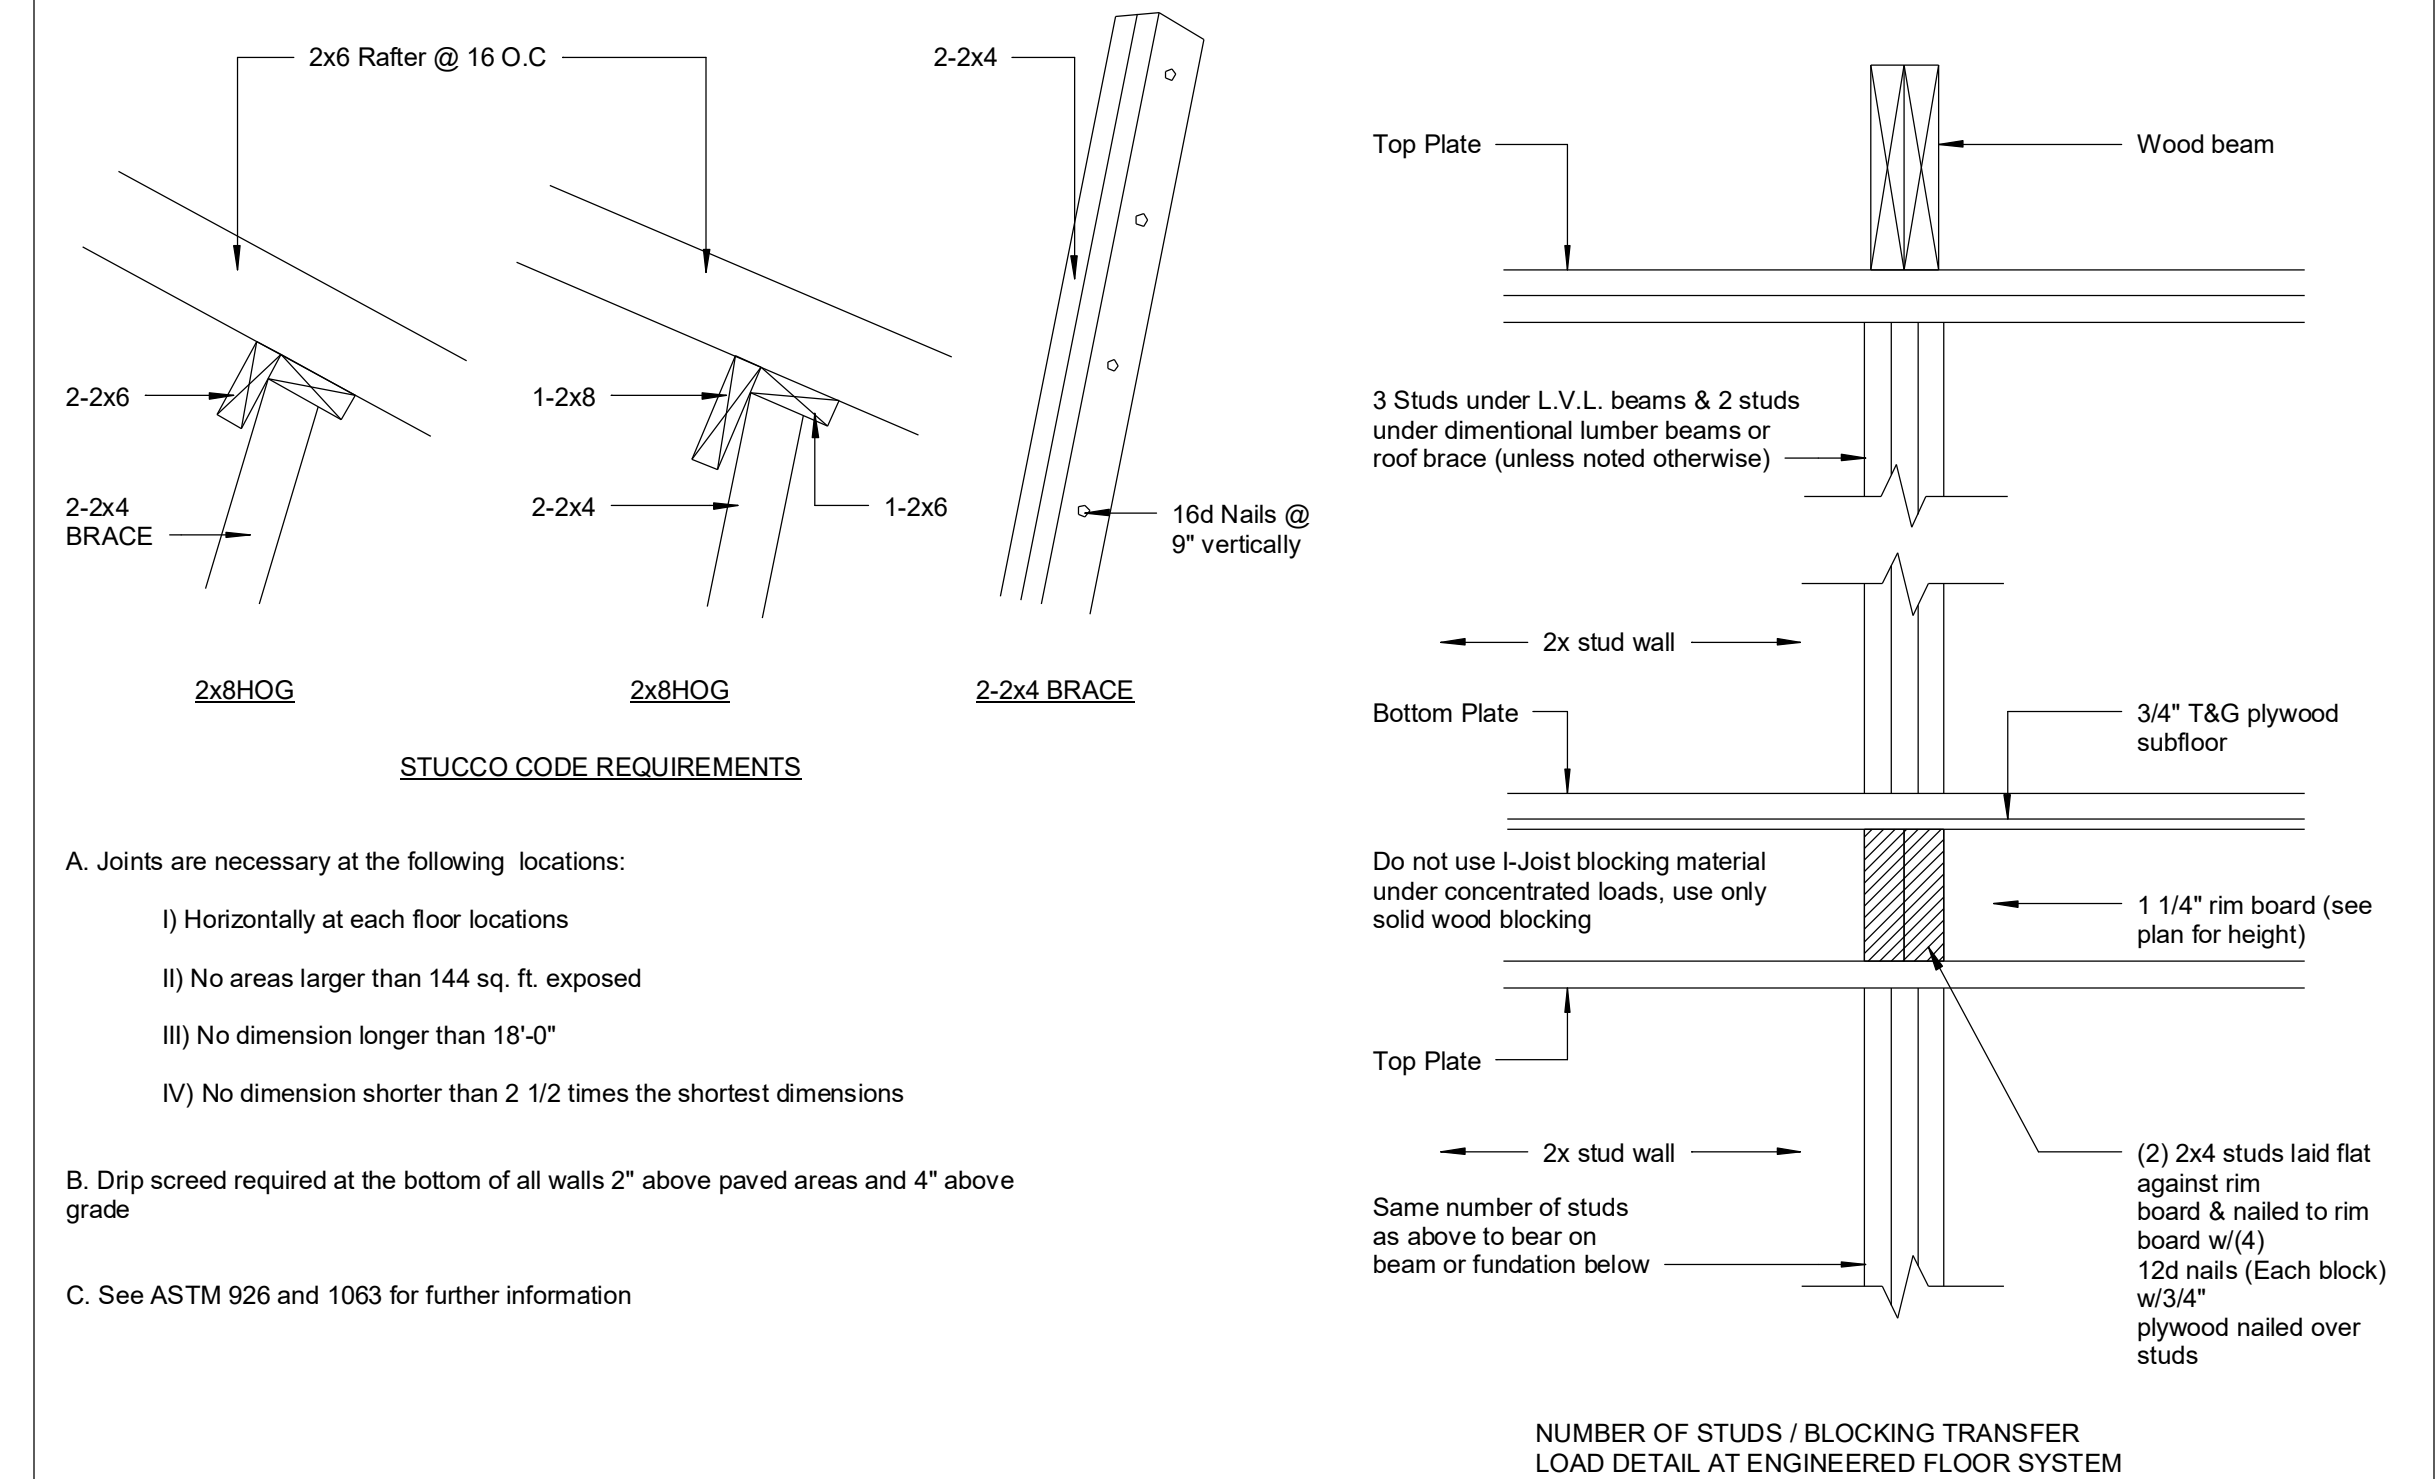 2x6 Rafter @ 16 O.C
2-2x6
2-2x4
BRACE
2x8HOG
1-2x8
2-2x4
1-2x6
2x8HOG
2-2x4
16d Nails @
9" vertically
2-2x4 BRACE
STUCCO CODE REQUIREMENTS
A. Joints are necessary at the following locations:
I) Horizontally at each floor locations
II) No areas larger than 144 sq. ft. exposed
III) No dimension longer than 18'-0"
IV) No dimension shorter than 2 1/2 times the shortest dimensions
B. Drip screed required at the bottom of all walls 2" above paved areas and 4" above
grade
C. See ASTM 926 and 1063 for further information
Top Plate
Wood beam
3 Studs under L.V.L. beams & 2 studs
under dimentional lumber beams or
roof brace (unless noted otherwise)
2x stud wall
Bottom Plate
3/4" T&G plywood
subfloor
Do not use I-Joist blocking material
under concentrated loads, use only
solid wood blocking
1 1/4" rim board (see
plan for height)
Top Plate
2x stud wall
Same number of studs
as above to bear on
beam or fundation below
(2) 2x4 studs laid flat
against rim
board & nailed to rim
board w/(4)
12d nails (Each block)
w/3/4"
plywood nailed over
studs
NUMBER OF STUDS / BLOCKING TRANSFER
LOAD DETAIL AT ENGINEERED FLOOR SYSTEM